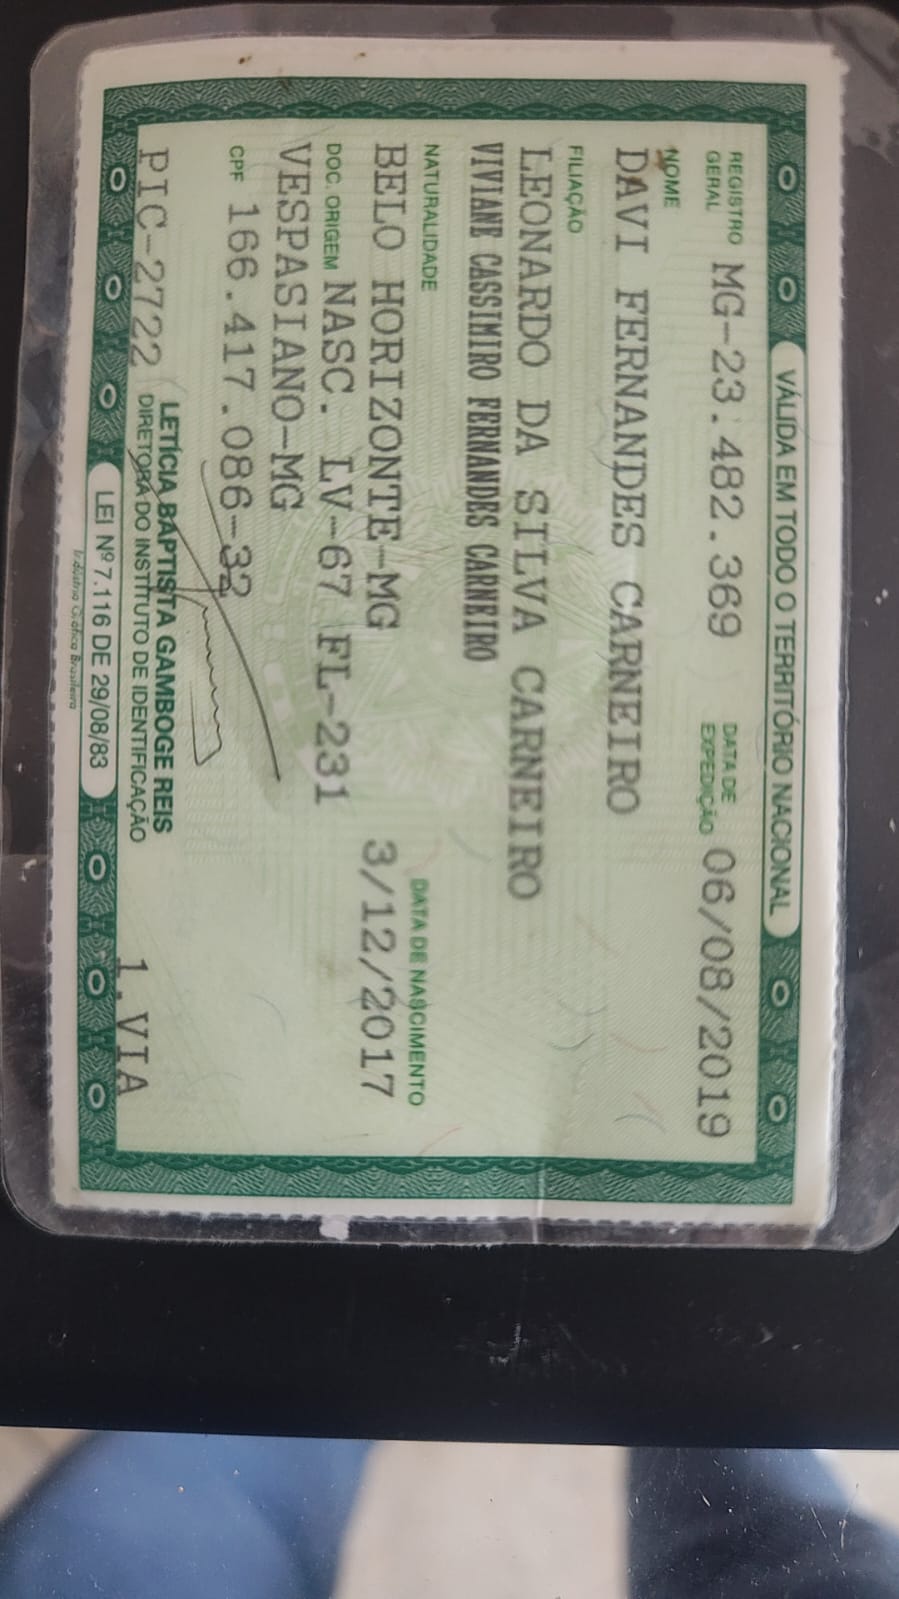 VÁLIDA EM TODO O TERRITÓRIO NACIONAL
REGISTRO GERAL MG-23.482.369 DATA DE EXPEDIÇÃO 06/08/2019
NOME
DAVI FERNANDES CARNEIRO
FILIAÇÃO
LEONARDO DA SILVA CARNEIRO
VIVIANE CASSIMIRO FERNANDES CARNEIRO
NATURALIDADE DATA DE NASCIMENTO
BELO HORIZONTE-MG 3/12/2017
DOC. ORIGEM NASC. LV-67 FL-231
VESPASIANO-MG
CPF 166.417.086-32
LETÍCIA BAPTISTA GAMBOGE REIS
PIC-2722 DIRETORA DO INSTITUTO DE IDENTIFICAÇÃO 1. VIA
LEI Nº 7.116 DE 29/08/83
Indústria Gráfica Brasileira